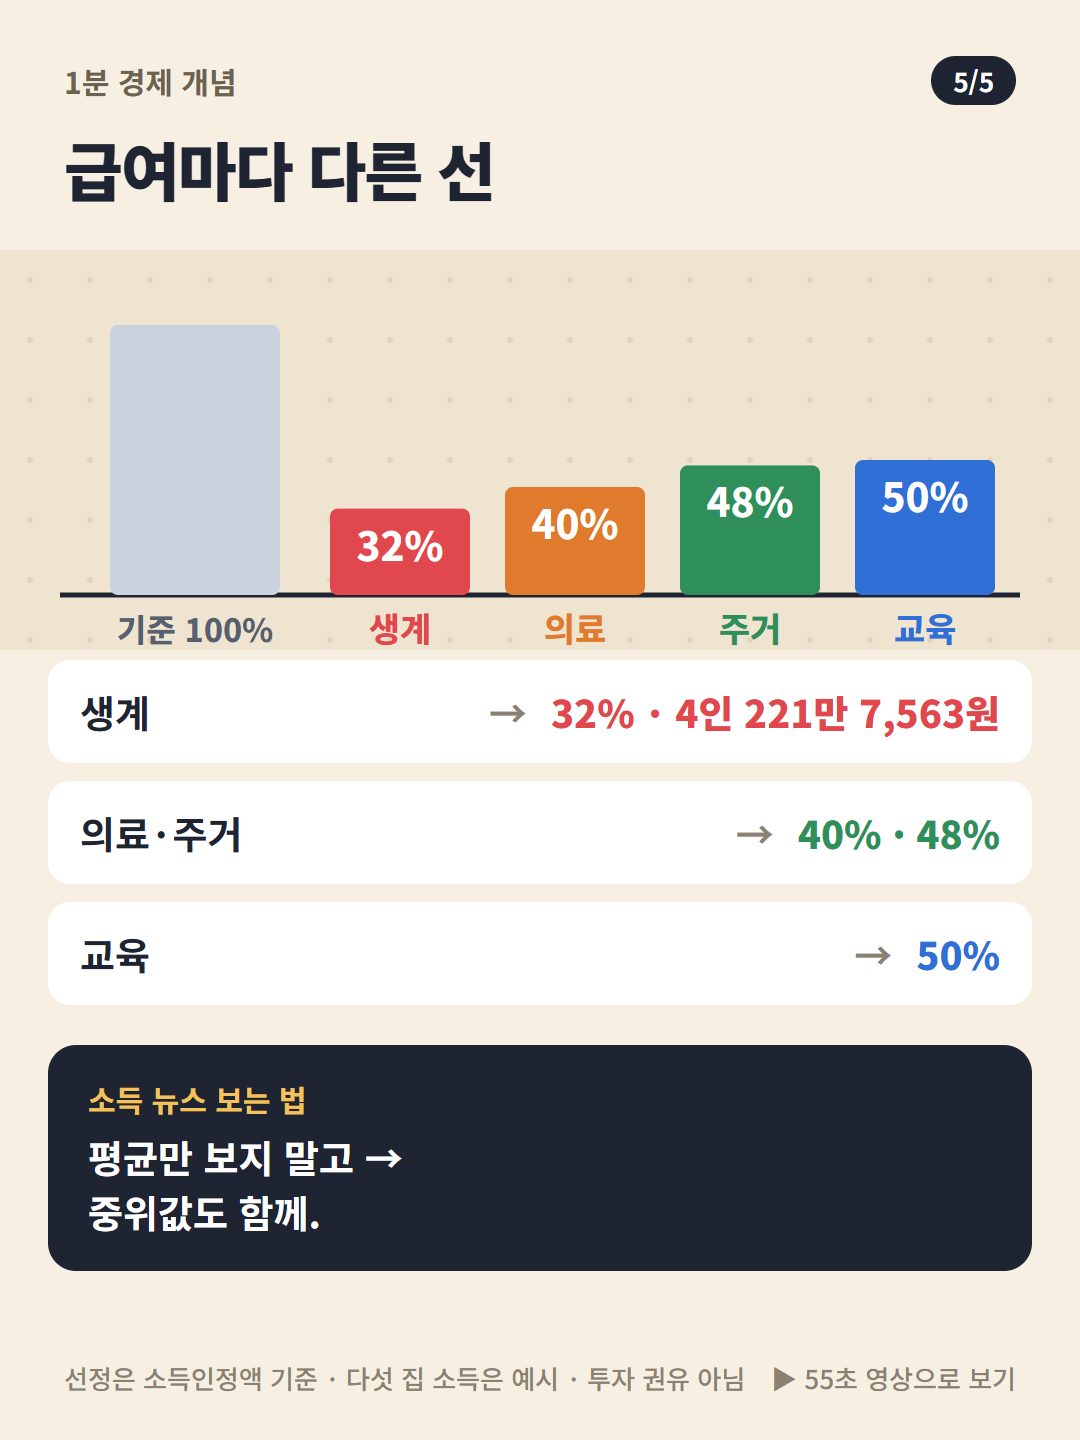 1분 경제 개념
5/5
급여마다 다른 선
32%
40%
48%
50%
기준 100%
생계
의료
주거
교육
생계 → 32% · 4인 221만 7,563원
의료·주거 → 40% · 48%
교육 → 50%
소득 뉴스 보는 법
평균만 보지 말고 →
중위값도 함께.
선정은 소득인정액 기준 · 다섯 집 소득은 예시 · 투자 권유 아님 ▶ 55초 영상으로 보기